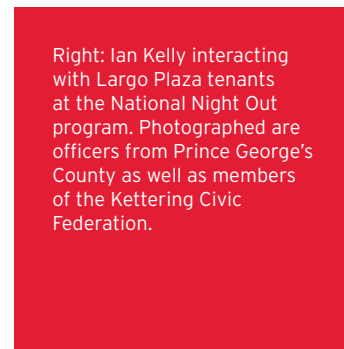 Right: Ian Kelly interacting
with Largo Plaza tenants
at the National Night Out
program. Photographed are
officers from Prince George’s
County as well as members
of the Kettering Civic
Federation.